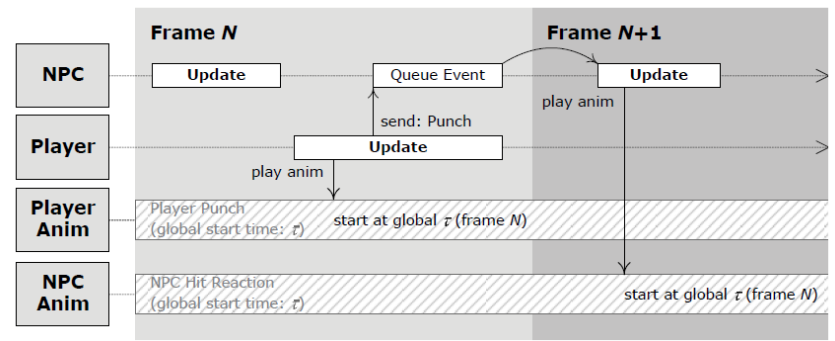 Frame N
Frame N+1
NPC
Update
Queue Event
Update
play anim
send: Punch
Player
Update
play anim
Player
Anim
Player Punch
(global start time: τ)
start at global τ (frame N)
NPC
Anim
NPC Hit Reaction
(global start time: τ)
start at global τ (frame N)